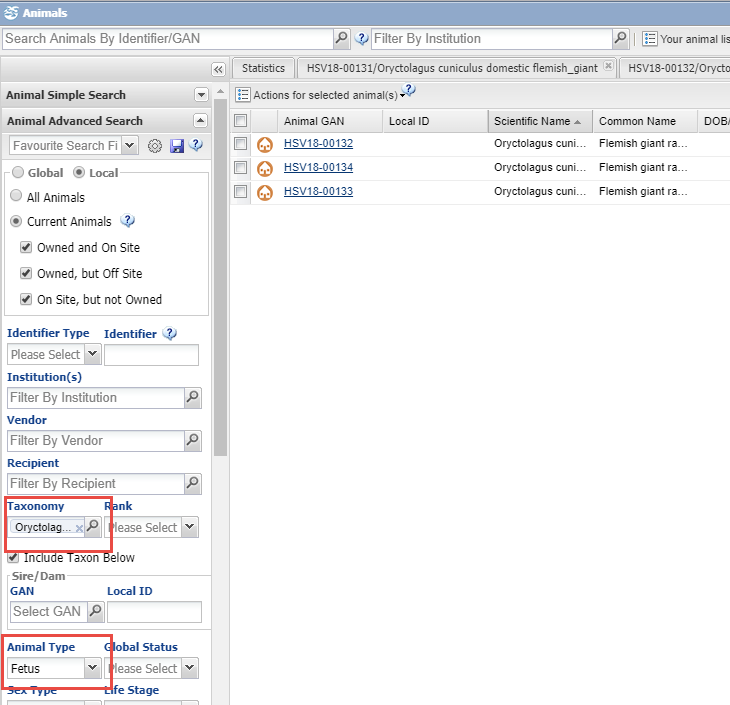 Animals
Search Animals By Identifier/GAN
Filter By Institution
Your animal lis
Statistics
HSV18-00131/Oryctolagus cuniculus domestic flemish_giant
HSV18-00132/Orycto
Animal Simple Search
Animal Advanced Search
Favourite Search Fi
Global Local
All Animals
Current Animals
Owned and On Site
Owned, but Off Site
On Site, but not Owned
Identifier Type Identifier
Please Select
Institution(s)
Filter By Institution
Vendor
Filter By Vendor
Recipient
Filter By Recipient
Taxonomy Rank
Oryctolag... Please Select
Include Taxon Below
Sire/Dam
GAN Local ID
Select GAN
Animal Type Global Status
Fetus Please Select
Sex Type Life Stage
Actions for selected animal(s)
Animal GAN Local ID Scientific Name Common Name DOB/
HSV18-00132 Oryctolagus cuni... Flemish giant ra...
HSV18-00134 Oryctolagus cuni... Flemish giant ra...
HSV18-00133 Oryctolagus cuni... Flemish giant ra...